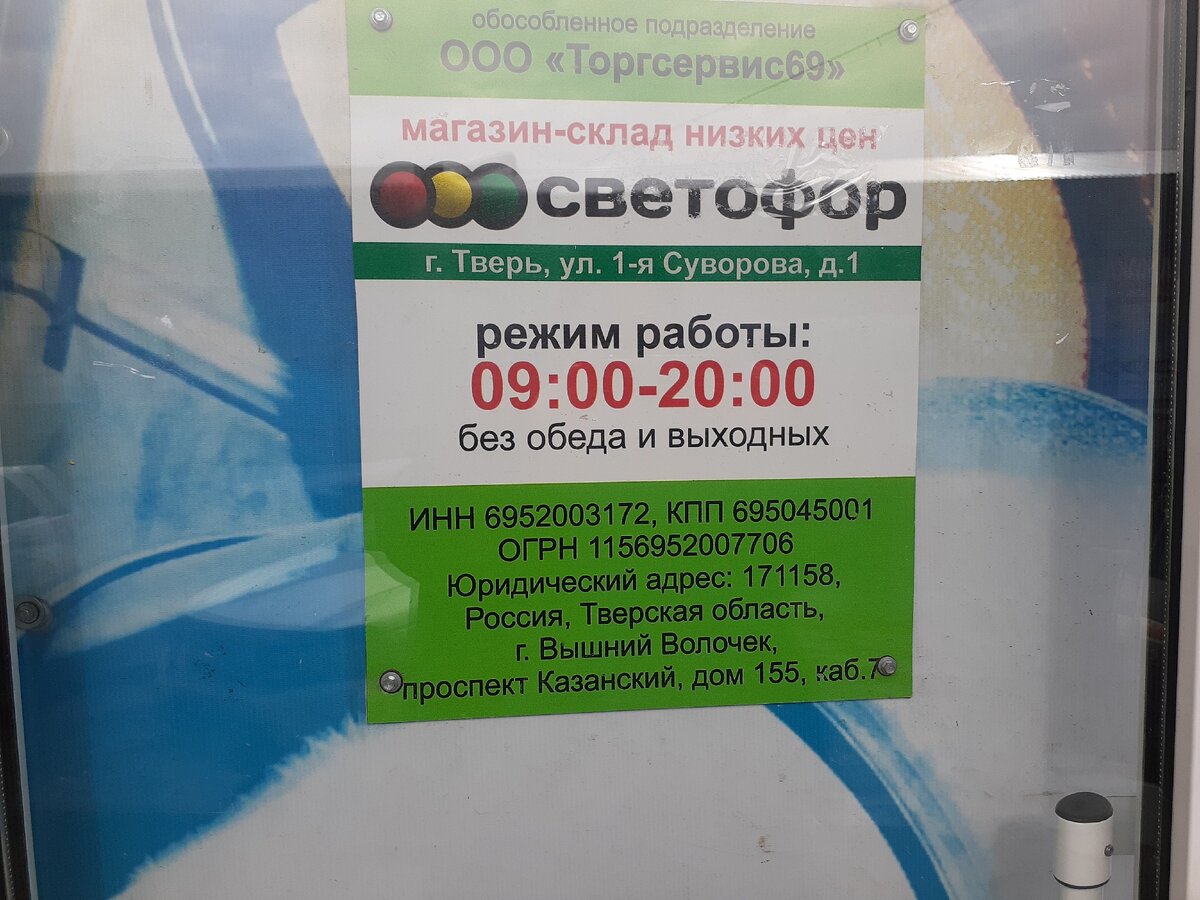 обособленное подразделение
ООО «Торгсервис69»
магазин-склад низких цен
светофор
г. Тверь, ул. 1-я Суворова, д.1
режим работы:
09:00-20:00
без обеда и выходных
ИНН 6952003172, КПП 695045001
ОГРН 1156952007706
Юридический адрес: 171158,
Россия, Тверская область,
г. Вышний Волочек,
проспект Казанский, дом 155, каб.7